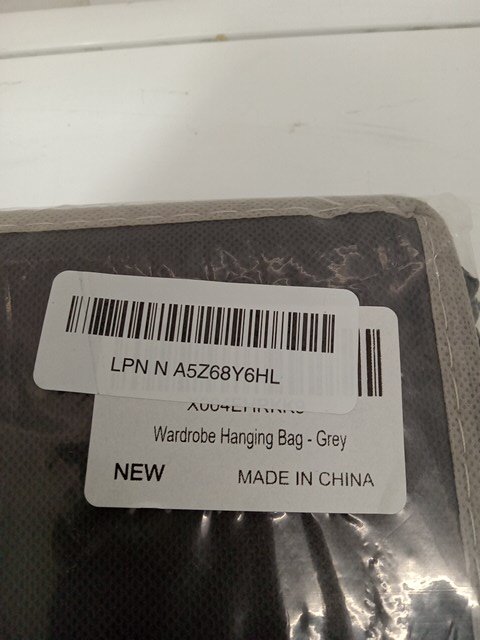 LPN N A5Z68Y6HL
Wardrobe Hanging Bag - Grey
NEW
MADE IN CHINA